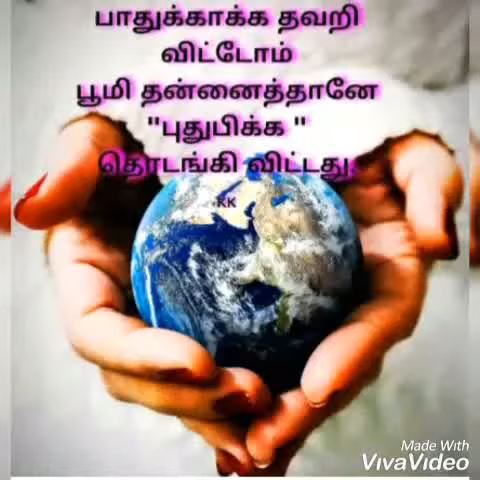 பாதுக்காக்க தவறி
விட்டோம்
பூமி தன்னைத்தானே
"புதுபிக்க "
தொடங்கி விட்டது.
KK
Made With
VivaVideo